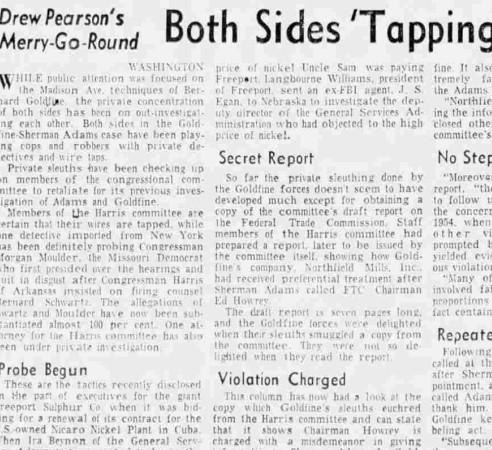 Drew Pearson's
Merry-Go-Round
Both Sides 'Tapping
WASHINGTON
WHILE public attention was focused on
the Madison Ave. techniques of Ber-
nard Goldfine, the private concentration
of both sides has been on out-investigat-
ing each other. Both sides in the Gold-
fine-Sherman Adams case have been play-
ing cops and robbers with private de-
ectives and wire taps.
Private sleuths have been checking up
on members of the congressional com-
mittee to retaliate for its previous inves-
igation of Adams and Goldfine.
Members of the Harris committee are
ertain that their wires are tapped, while
one detective imported from New York
has been definitely probing Congressman
Morgan Moulder, the Missouri Democrat
who first presided over the hearings and
uit in disgust after Congressman Harris
f Arkansas insisted on firing counsel
Bernard Schwartz. The allegations of
wartz and Moulder have now been sub-
antiated almost 100 per cent. One at-
orney for the Harris committee has also
een under private investigation.
Probe Begun
These are the tactics recently disclosed
n the part of executives for the giant
reeport Sulphur Co. when it was bid-
ing for a renewal of its contract for the
.S.-owned Nicaro Nickel Plant in Cuba.
hen Ira Beynon of the General Serv-
price of nickel Uncle Sam was paying
Freeport, Langbourne Williams, president
of Freeport, sent an ex-FBI agent, J. S.
Egan, to Nebraska to investigate the dep-
uty director of the General Services Ad-
ministration who had objected to the high
price of nickel.
Secret Report
So far the private sleuthing done by
the Goldfine forces doesn't seem to have
developed much except for obtaining a
copy of the committee's draft report on
the Federal Trade Commission. Staff
members of the Harris committee had
prepared a report, later to be issued by
the committee itself, showing how Gold-
fine's company, Northfield Mills, Inc.,
had received preferential treatment after
Sherman Adams called FTC Chairman
Ed Howrey.
The draft report is seven pages long,
and the Goldfine forces were delighted
when their sleuths smuggled a copy from
the committee. They were not so de-
lighted when they read the report.
Violation Charged
This column has now had a look at the
copy which Goldfine's sleuths euchred
from the Harris committee and can state
that it shows Chairman Howrey is
charged with a misdemeanor in giving
fine. It also
tremely fa
the Adams
"Northfie
ing the info
closed othe
committee's
No Step
"Moreove
report, "the
to follow u
the concern
1954, when
other vi
prompted b
yielded evi
ous violation
"Many of
involved fa
proportions
fact contain
Repeate
Following
called at th
after Sherm
pointment, a
called Adam
thank him.
Goldfine ke
being act
"Subseque